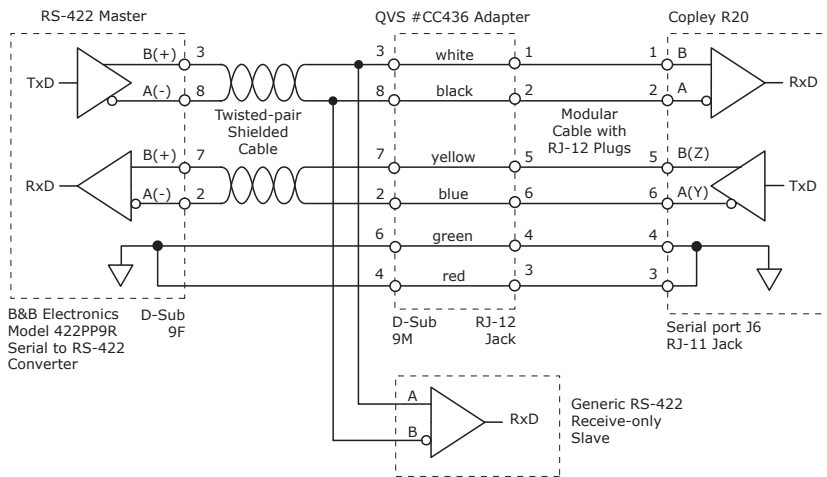 RS-422 Master
QVS #CC436 Adapter
Copley R20
TxD
B(+)
3
3
white
1
1
B
RxD
A(-)
8
8
black
2
2
A
Twisted-pair
Shielded
Cable
Modular
Cable with
RJ-12 Plugs
RxD
B(+)
7
7
yellow
5
5
B(Z)
TxD
A(-)
2
2
blue
6
6
A(Y)
6
green
4
4
4
red
3
3
B&B Electronics
Model 422PP9R
Serial to RS-422
Converter
D-Sub
9F
D-Sub
9M
RJ-12
Jack
Serial port J6
RJ-11 Jack
A
B
RxD
Generic RS-422
Receive-only
Slave